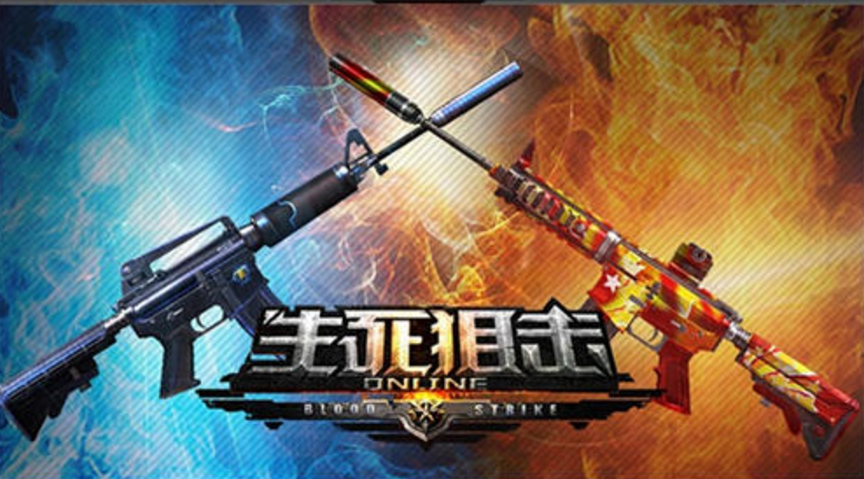 生死狙击
ONLINE
BLOOD STRIKE